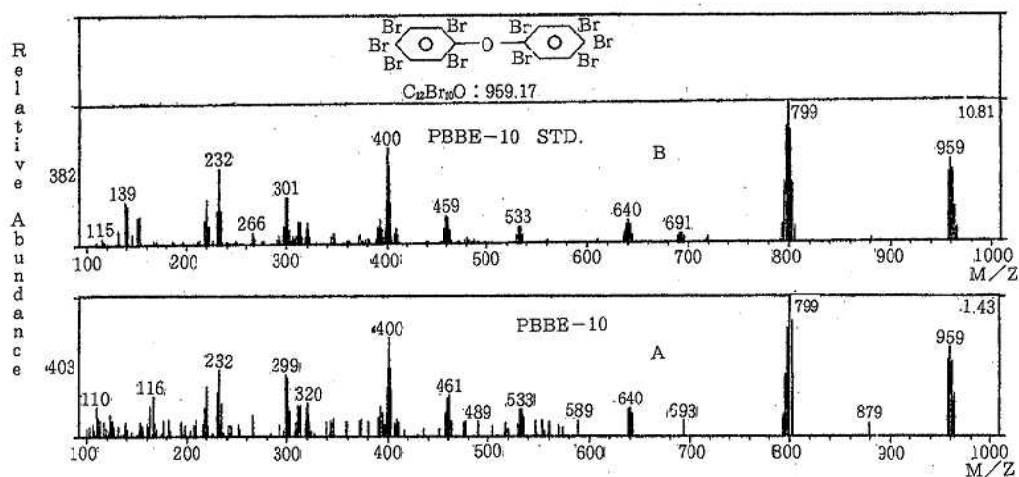 Relative Abundance
Br Br Br Br
Br O Br
Br Br Br Br
C₁₂Br₁₀O : 959.17
PBBE-10 STD.
B
799
10.81
382
115
139
232
266
301
400
459
533
640
691
959
100 200 300 400 500 600 700 800 900 1000
M/Z
PBBE-10
A
799
1.43
403
110
116
232
299
320
400
461
489
533
589
640
693
879
959
100 200 300 400 500 600 700 800 900 1000
M/Z